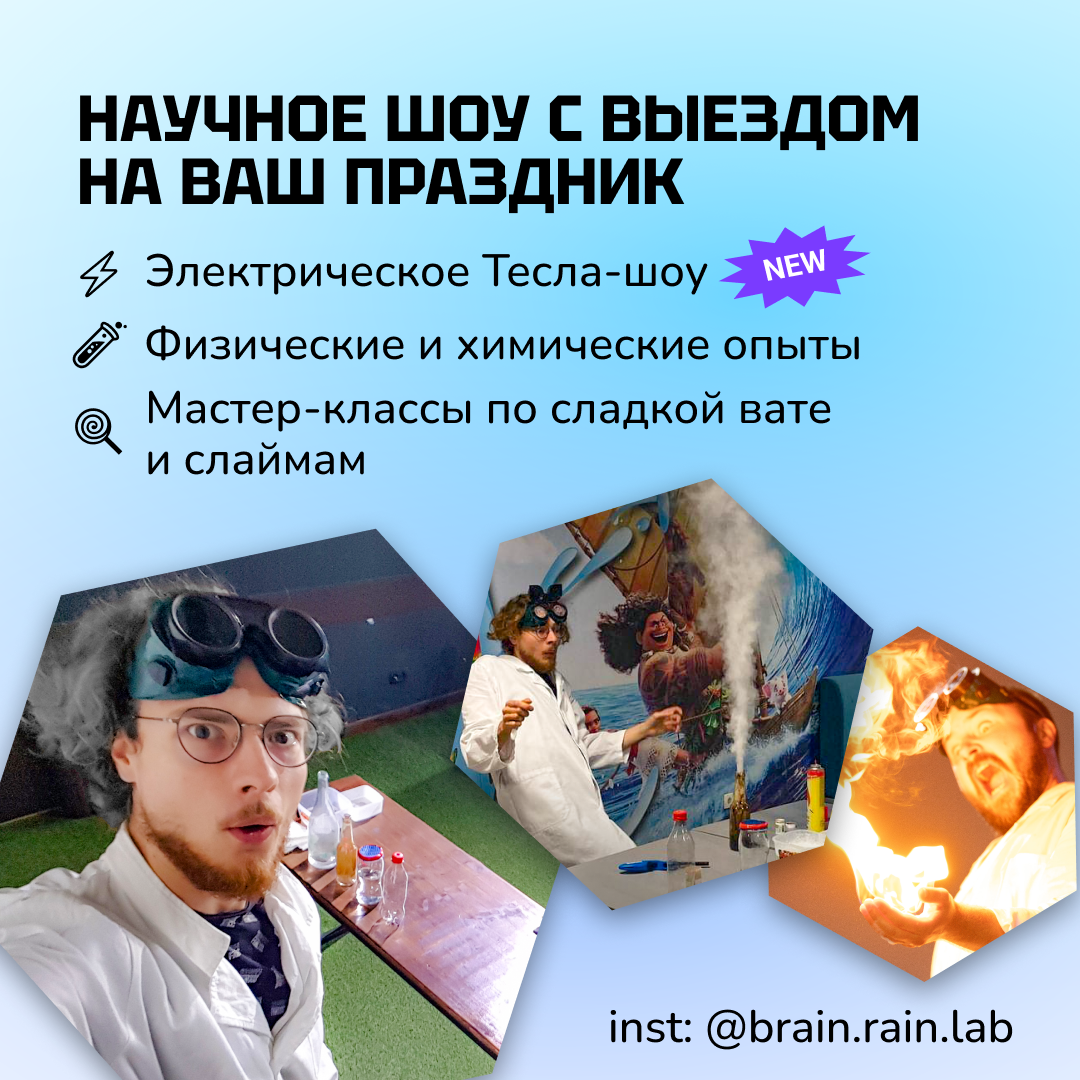 НАУЧНОЕ ШОУ С ВЫЕЗДОМ
НА ВАШ ПРАЗДНИК
Электрическое Тесла-шоу NEW
Физические и химические опыты
Мастер-классы по сладкой вате
и слаймам
inst: @brain.rain.lab